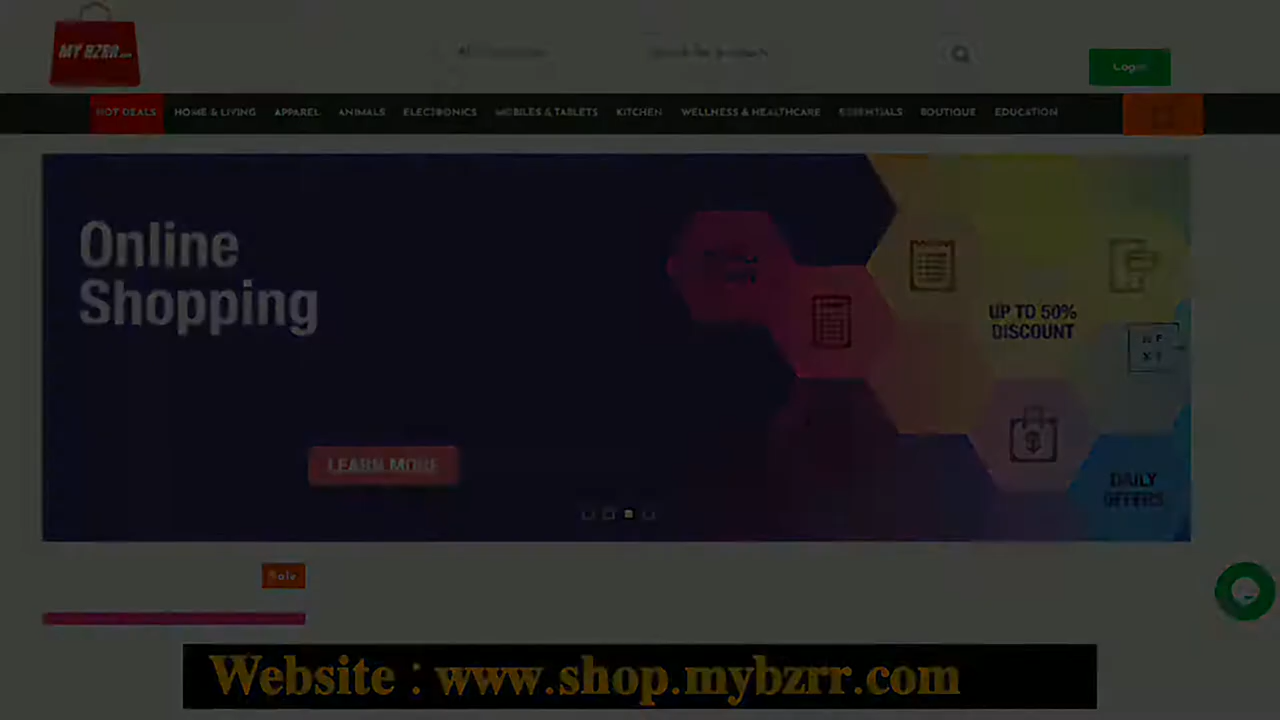 MY BZRR.com
Login
HOT DEALS HOME & LIVING APPAREL ANIMALS ELECTRONICS MOBILES & TABLETS KITCHEN WELLNESS & HEALTHCARE ESSENTIALS BOUTIQUE EDUCATION
Online
Shopping
UP TO 50%
DISCOUNT
LEARN MORE
DAILY
OFFERS
Sale
Website : www.shop.mybzrr.com